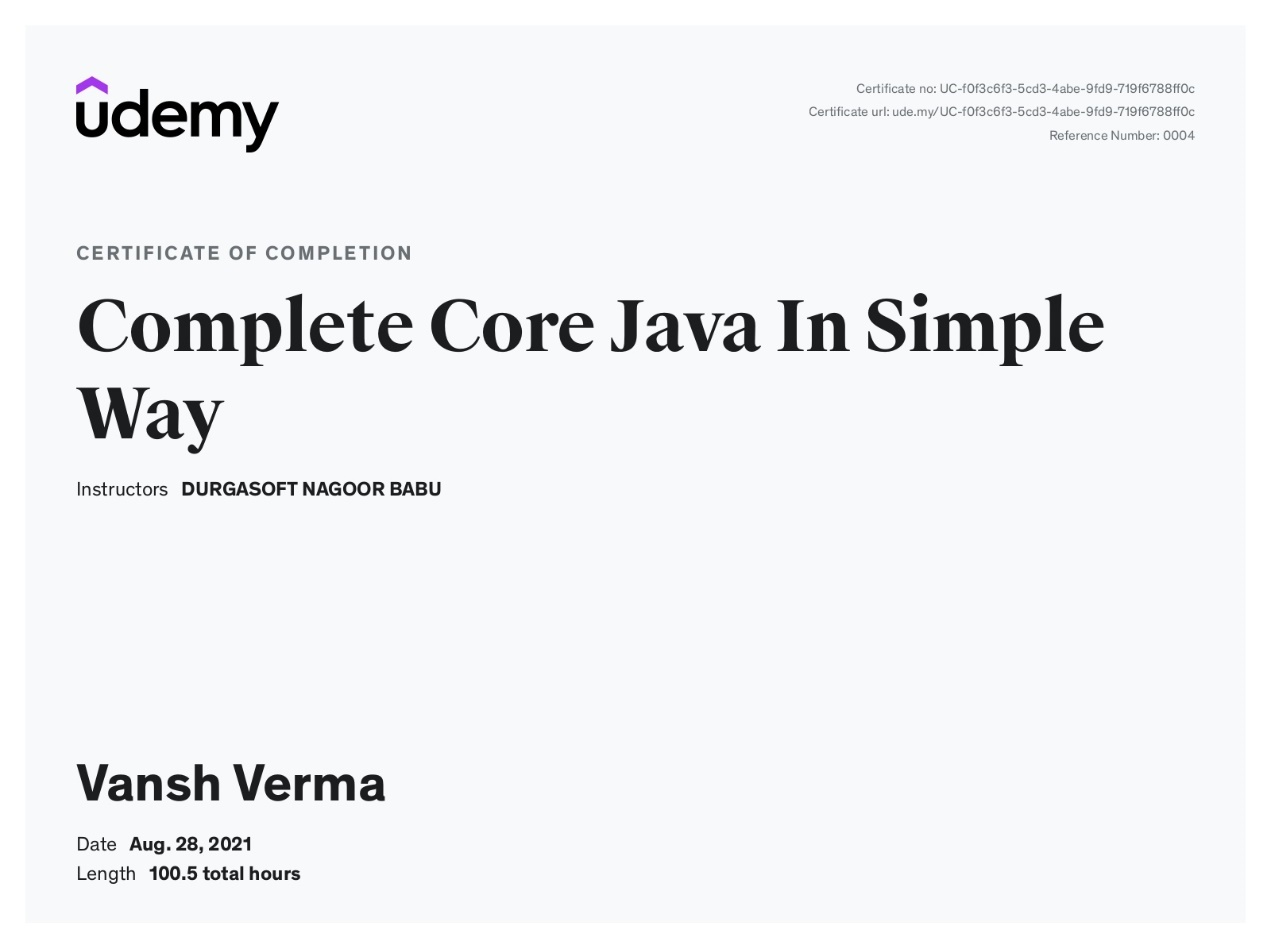 udemy
Certificate no: UC-f0f3c6f3-5cd3-4abe-9fd9-719f6788ff0c
Certificate url: ude.my/UC-f0f3c6f3-5cd3-4abe-9fd9-719f6788ff0c
Reference Number: 0004
CERTIFICATE OF COMPLETION
Complete Core Java In Simple
Way
Instructors DURGASOFT NAGOOR BABU
Vansh Verma
Date Aug. 28, 2021
Length 100.5 total hours